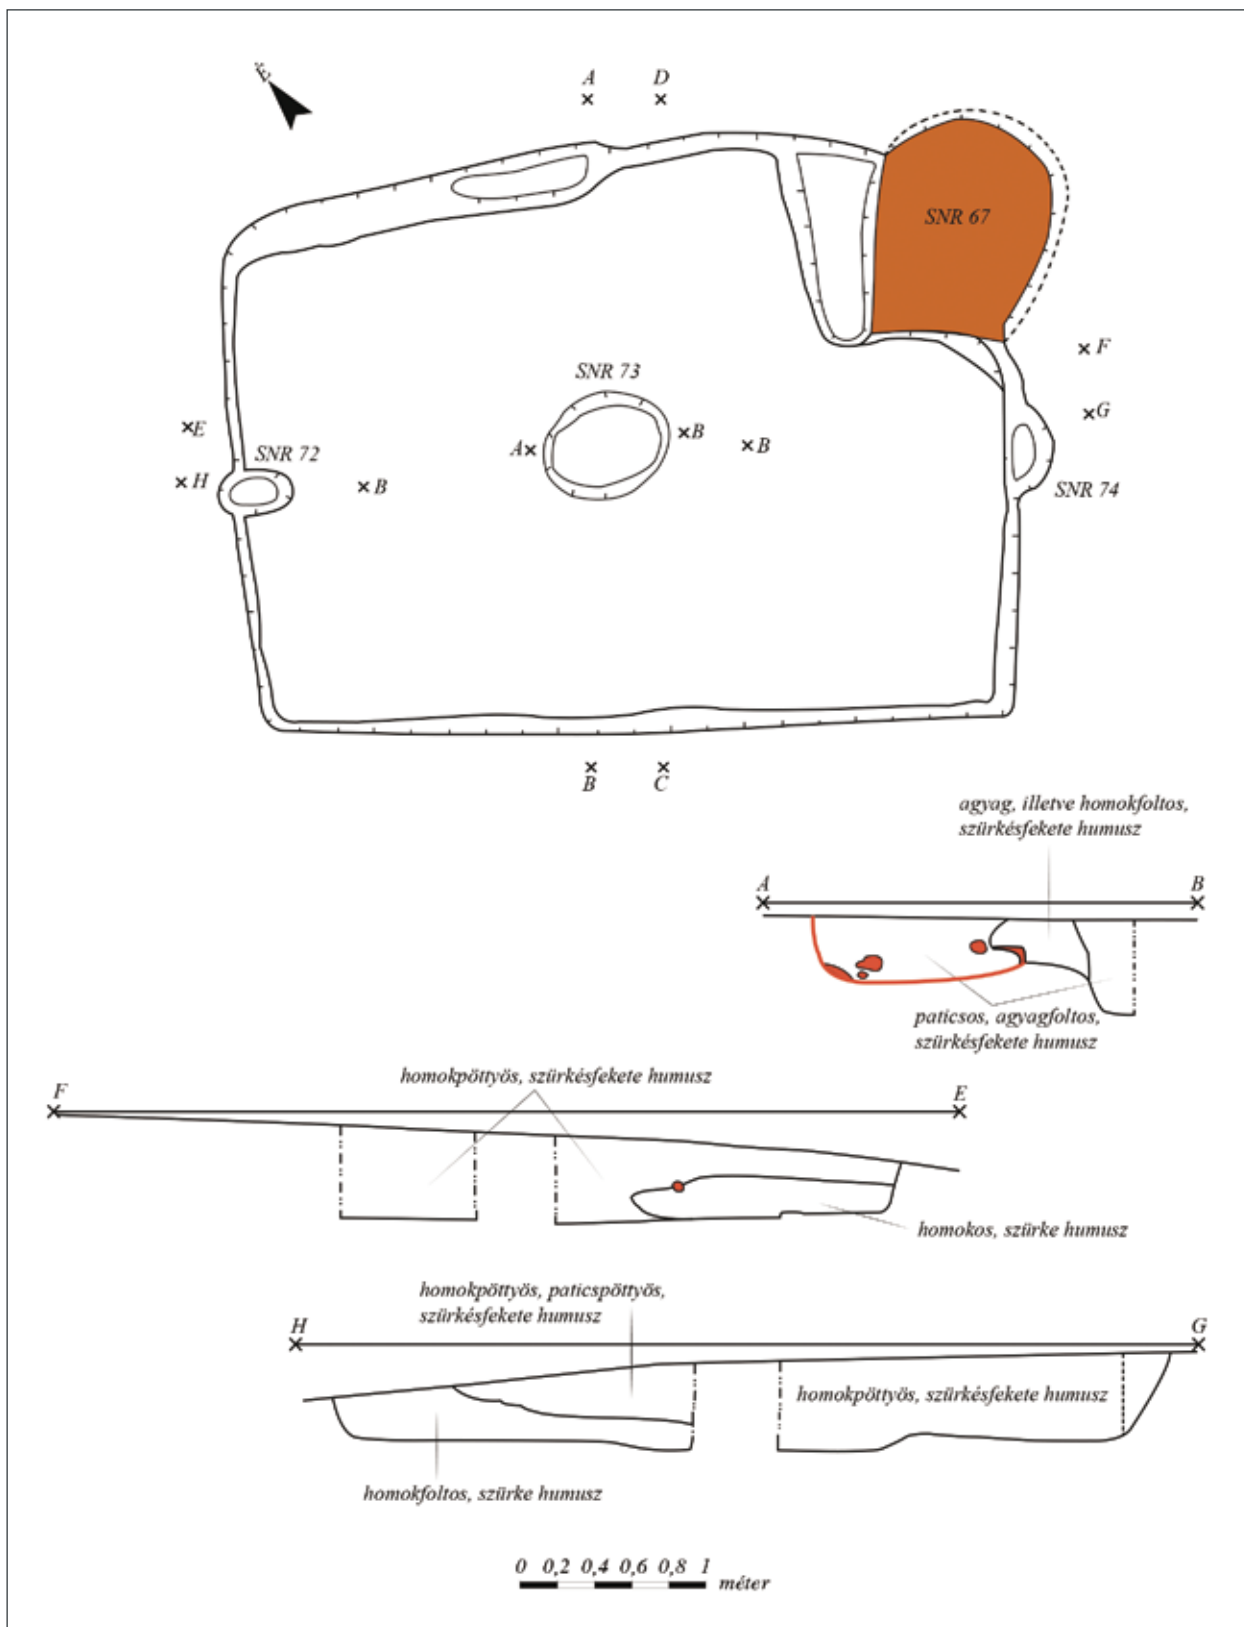 É
A D
SNR 67
F
G
SNR 73
E
SNR 72
A B B
H B
SNR 74
B C
agyag, illetve homokfoltos,
szürkésfekete humusz
A B
paticsos, agyagfoltos,
szürkésfekete humusz
homokpöttyös, szürkésfekete humusz
F E
homokos, szürke humusz
homokpöttyös, paticspöttyös,
szürkésfekete humusz
H G
homokpöttyös, szürkésfekete humusz
homokfoltos, szürke humusz
0 0,2 0,4 0,6 0,8 1
méter